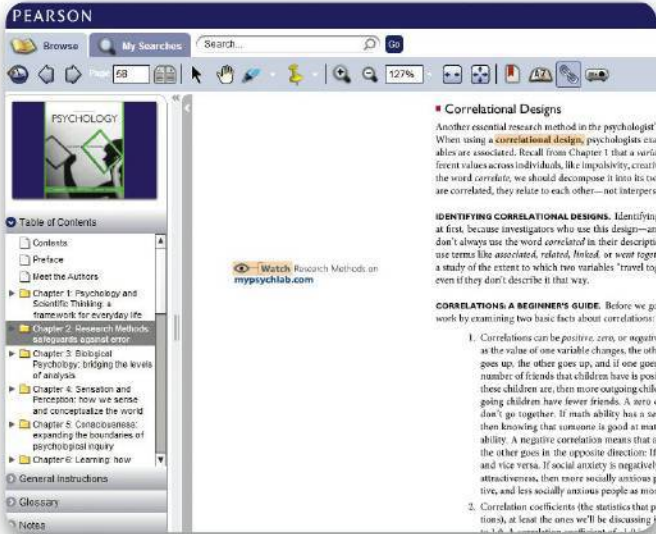 PEARSON
Browse
My Searches
Search...
Go
Page
58
127%
PSYCHOLOGY
Table of Contents
Contents
Preface
Meet the Authors
Chapter 1: Psychology and
Scientific Thinking: a
framework for everyday life
Chapter 2: Research Methods:
safeguards against error
Chapter 3: Biological
Psychology: bridging the levels
of analysis
Chapter 4: Sensation and
Perception: how we sense
and conceptualize the world
Chapter 5: Consciousness:
expanding the boundaries of
psychological inquiry
Chapter 6: Learning: how
General Instructions
Glossary
Notes
Watch Research Methods on
mypsychlab.com
Correlational Designs
Another essential research method in the psychologist'
When using a correlational design, psychologists exa
ables are associated. Recall from Chapter 1 that a varia
ferent values across individuals, like impulsivity, creativ
the word correlate, we should decompose it into its tw
are correlated, they relate to each other—not interpers
IDENTIFYING CORRELATIONAL DESIGNS. Identifying
at first, because investigators who use this design—an
don't always use the word correlated in their descripti
use terms like associated, related, linked, or went toget
a study of the extent to which two variables "travel tog
even if they don't describe it that way.
CORRELATIONS: A BEGINNER'S GUIDE. Before we go
work by examining two basic facts about correlations:
1. Correlations can be positive, zero, or negativ
as the value of one variable changes, the oth
goes up, the other goes up, and if one goes
number of friends that children have is posi
these children are, then more outgoing chil
going children have fewer friends. A zero c
don't go together. If math ability has a ze
then knowing that someone is good at mat
ability. A negative correlation means that a
the other goes in the opposite direction: If
and vice versa. If social anxiety is negativel
attractiveness, then more socially anxious p
tive, and less socially anxious people as mo
2. Correlation coefficients (the statistics that p
tions), at least the ones we'll be discussing i